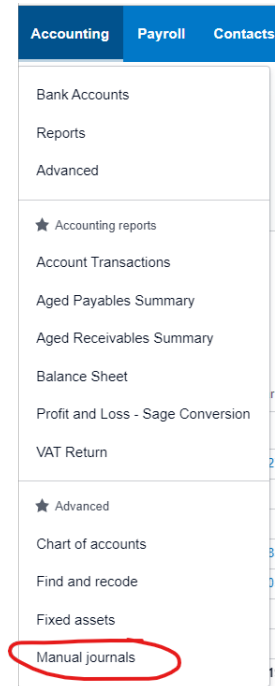 Accounting Payroll Contacts
Bank Accounts
Reports
Advanced
Accounting reports
Account Transactions
Aged Payables Summary
Aged Receivables Summary
Balance Sheet
Profit and Loss - Sage Conversion
VAT Return
Advanced
Chart of accounts
Find and recode
Fixed assets
Manual journals